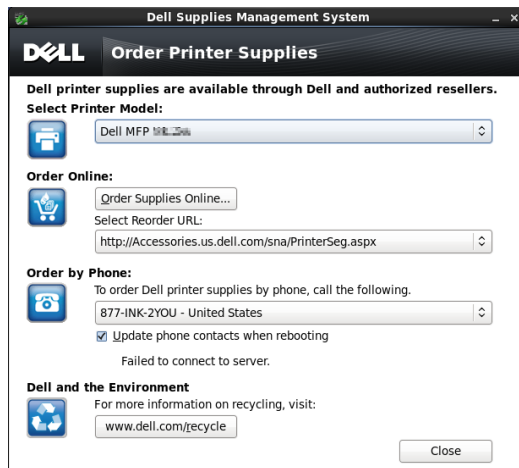 Dell Supplies Management System
DELL
Order Printer Supplies
Dell printer supplies are available through Dell and authorized resellers.
Select Printer Model:
Dell MFP
Order Online:
Order Supplies Online...
Select Reorder URL:
http://Accessories.us.dell.com/sna/PrinterSeg.aspx
Order by Phone:
To order Dell printer supplies by phone, call the following.
877-INK-2YOU - United States
Update phone contacts when rebooting
Failed to connect to server.
Dell and the Environment
For more information on recycling, visit:
www.dell.com/recycle
Close